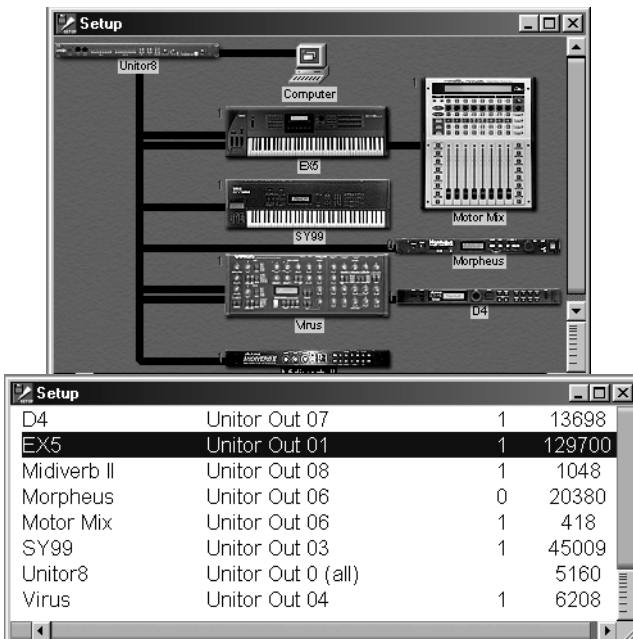 Setup
Unitor8
Computer
1
1
EX5
Motor Mix
1
SY99
Morpheus
1
Virus
D4
Setup
D4 Unitor Out 07 1 13698
EX5 Unitor Out 01 1 129700
Midiverb II Unitor Out 08 1 1048
Morpheus Unitor Out 06 0 20380
Motor Mix Unitor Out 06 1 418
SY99 Unitor Out 03 1 45009
Unitor8 Unitor Out 0 (all) 5160
Virus Unitor Out 04 1 6208